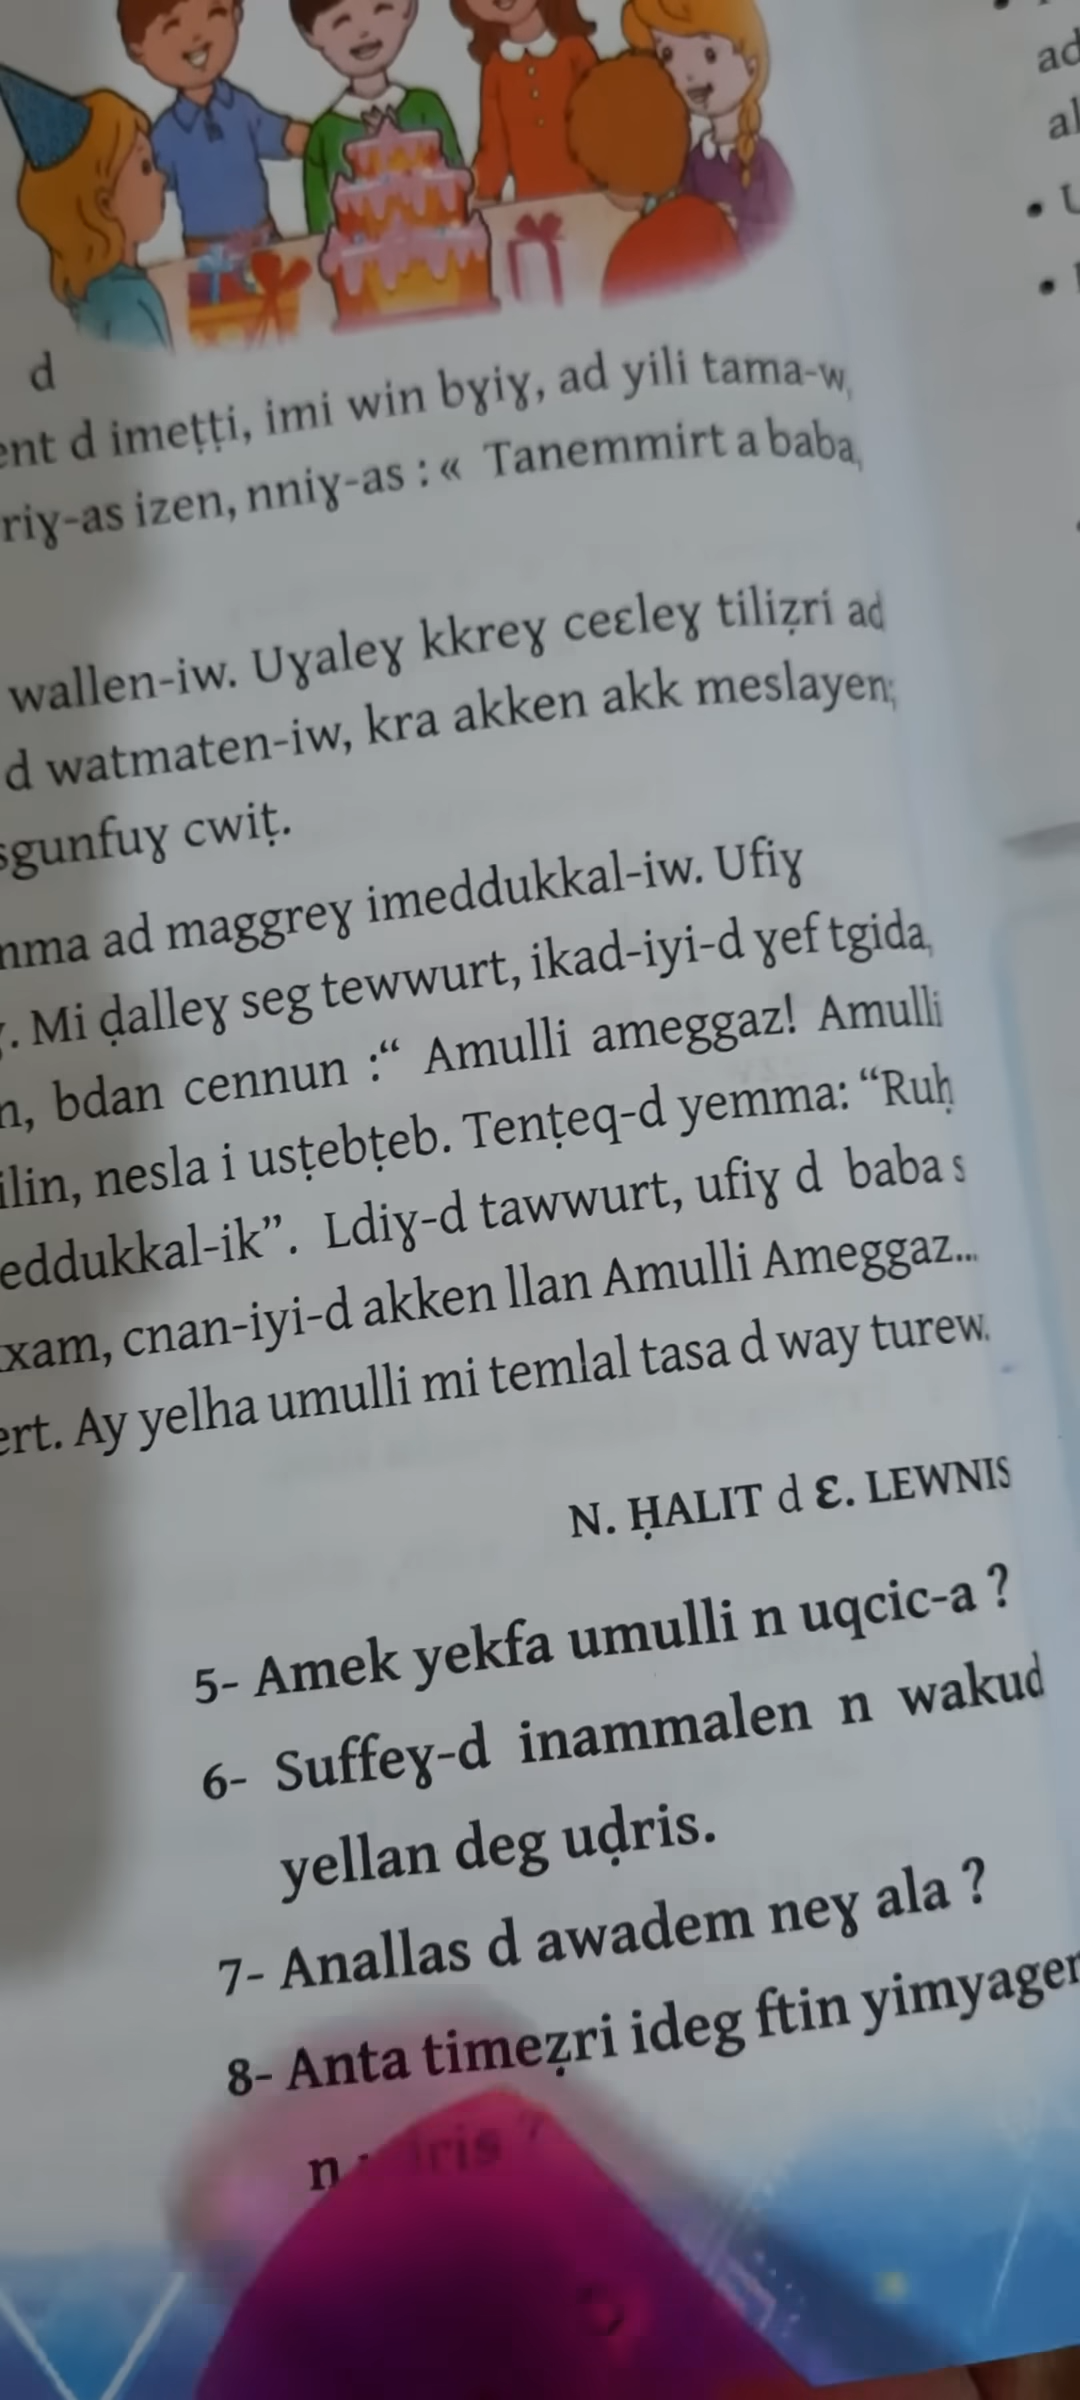 d
ent d imeṭṭi, imi win bɣiɣ, ad yili tama-w,
riɣ-as izen, nniɣ-as : « Tanemmirt a baba,
wallen-iw. Uɣaleɣ kkreɣ ceɛleɣ tiliẓri ad
d watmaten-iw, kra akken akk meslayen;
sgunfuɣ cwiṭ.
mma ad maggreɣ imeddukkal-iw. Ufiɣ
. Mi ḍalleɣ seg tewwurt, ikad-iyi-d ɣef tgida,
n, bdan cennun :“ Amulli ameggaz! Amulli
ilin, nesla i usṭebṭeb. Tenṭeq-d yemma: “Ruḥ
eddukkal-ik”. Ldiɣ-d tawwurt, ufiɣ d baba s
xam, cnan-iyi-d akken llan Amulli Ameggaz...
ert. Ay yelha umulli mi temlal tasa d way turew.
N. ḤALIT d Ɛ. LEWNIS
5- Amek yekfa umulli n uqcic-a ?
6- Suffeɣ-d inammalen n wakud
yellan deg uḍris.
7- Anallas d awadem neɣ ala ?
8- Anta timeẓri ideg ftin yimyagen
n
ad
al